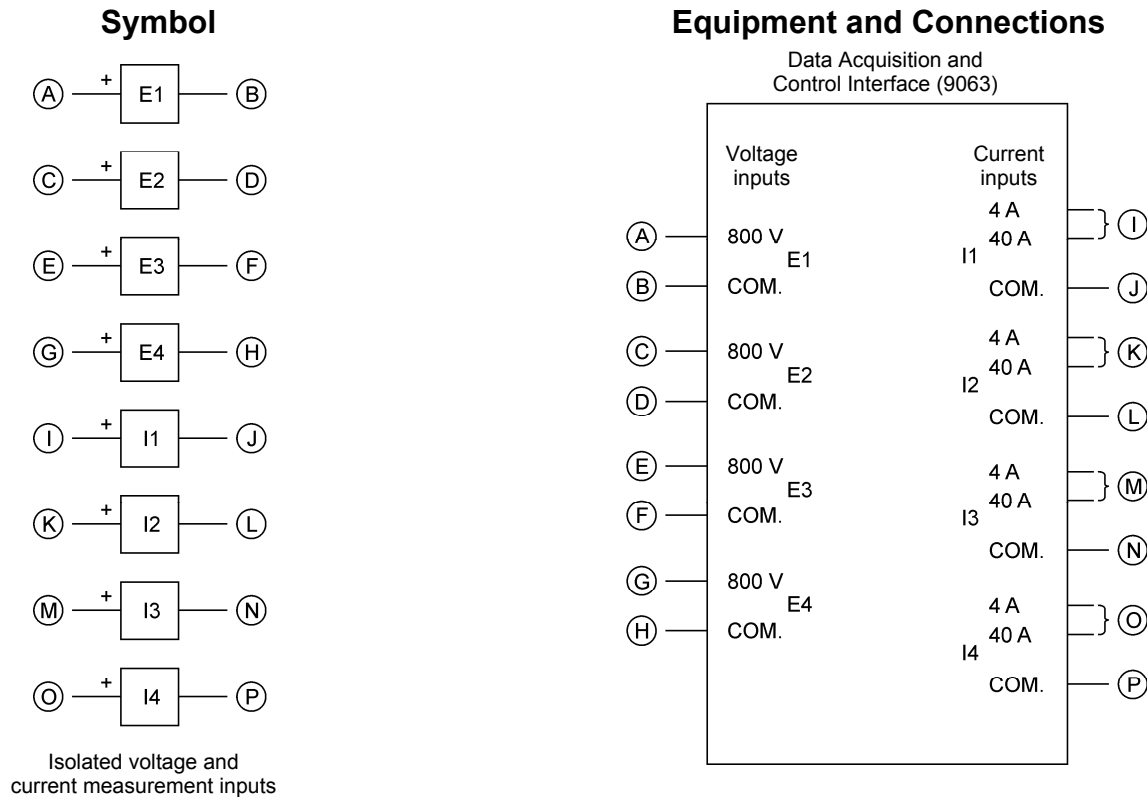 Symbol
A + E1 B
C + E2 D
E + E3 F
G + E4 H
I + I1 J
K + I2 L
M + I3 N
O + I4 P
Isolated voltage and
current measurement inputs
Equipment and Connections
Data Acquisition and
Control Interface (9063)
Voltage
inputs
A 800 V
E1
B COM.
C 800 V
E2
D COM.
E 800 V
E3
F COM.
G 800 V
E4
H COM.
Current
inputs
4 A
I
40 A
I1
COM. J
4 A
K
40 A
I2
COM. L
4 A
M
40 A
I3
COM. N
4 A
O
40 A
I4
COM. P